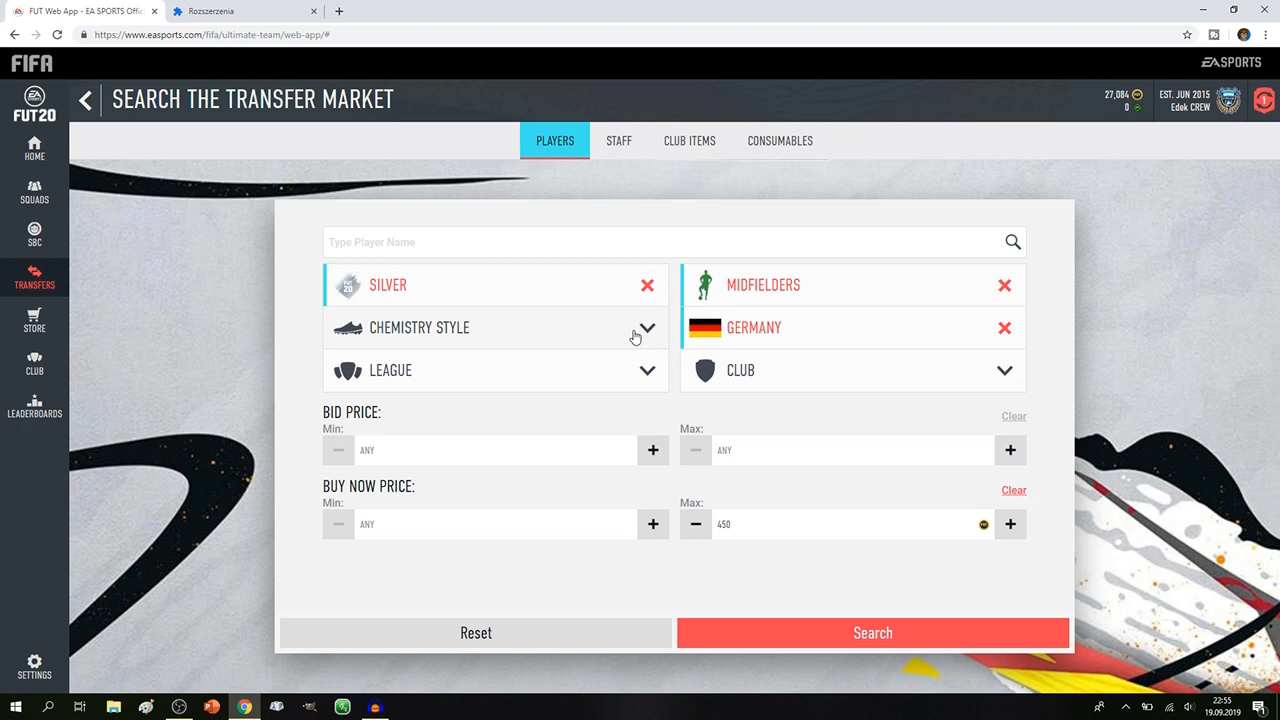 FUT Web App - EA SPORTS Offici
Rozszerzenia
https://www.easports.com/fifa/ultimate-team/web-app/#
FIFA
EA SPORTS
FUT20
SEARCH THE TRANSFER MARKET
27,084
0
EST. JUN 2015
Edok CREW
1
PLAYERS STAFF CLUB ITEMS CONSUMABLES
HOME
SQUADS
SBC
TRANSFERS
STORE
CLUB
LEADERBOARDS
SETTINGS
Type Player Name
FUT 20
SILVER
MIDFIELDERS
CHEMISTRY STYLE
GERMANY
LEAGUE
CLUB
BID PRICE:
Clear
Min:
Max:
ANY
ANY
BUY NOW PRICE:
Clear
Min:
Max:
ANY
450
Reset
Search
22:55
19.09.2019